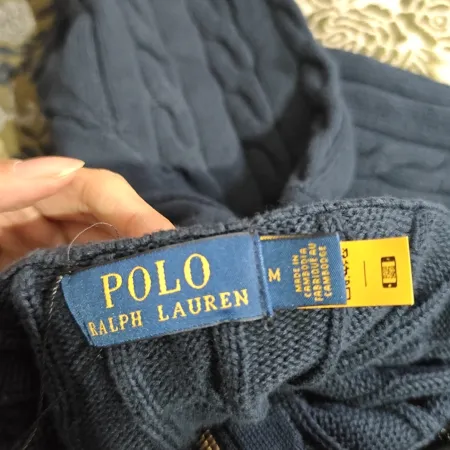 POLO
RALPH LAUREN
M
MADE IN
CAMBODIA
FABRIQUÉ AU
CAMBODGE